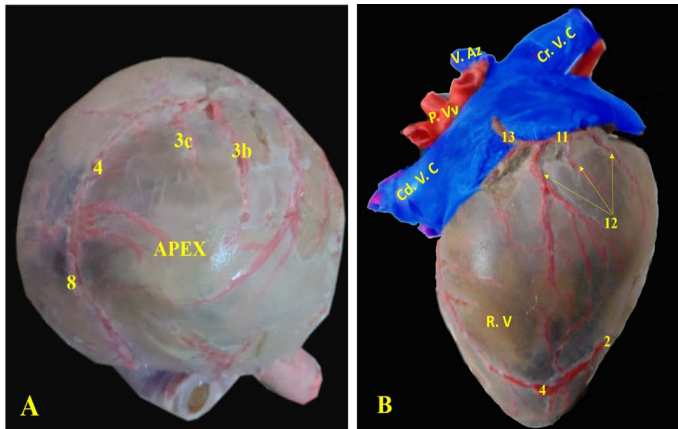 3c
3b
4
APEX
8
A
V. Az
Cr. V. C
P. Vv
13
11
Cd. V. C
12
R. V
2
4
B